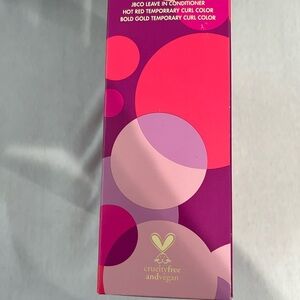 JBCO LEAVE IN CONDITIONER
HOT RED TEMPORARY CURL COLOR
BOLD GOLD TEMPORARY CURL COLOR
crueltyfree
andvegan